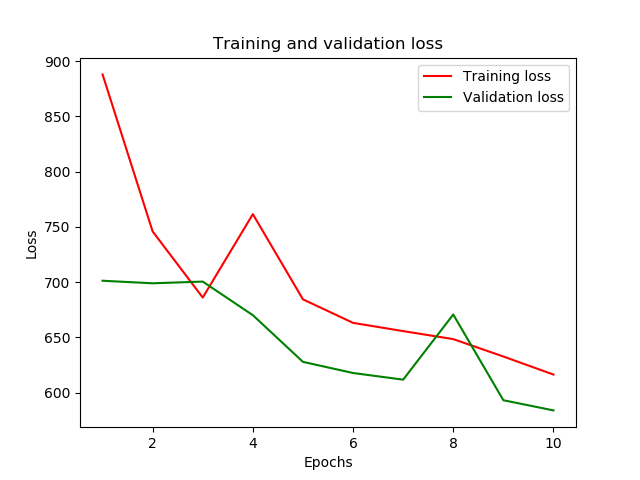 Training and validation loss
Training loss
Validation loss
900
850
800
750
700
650
600
Loss
2
4
6
8
10
Epochs